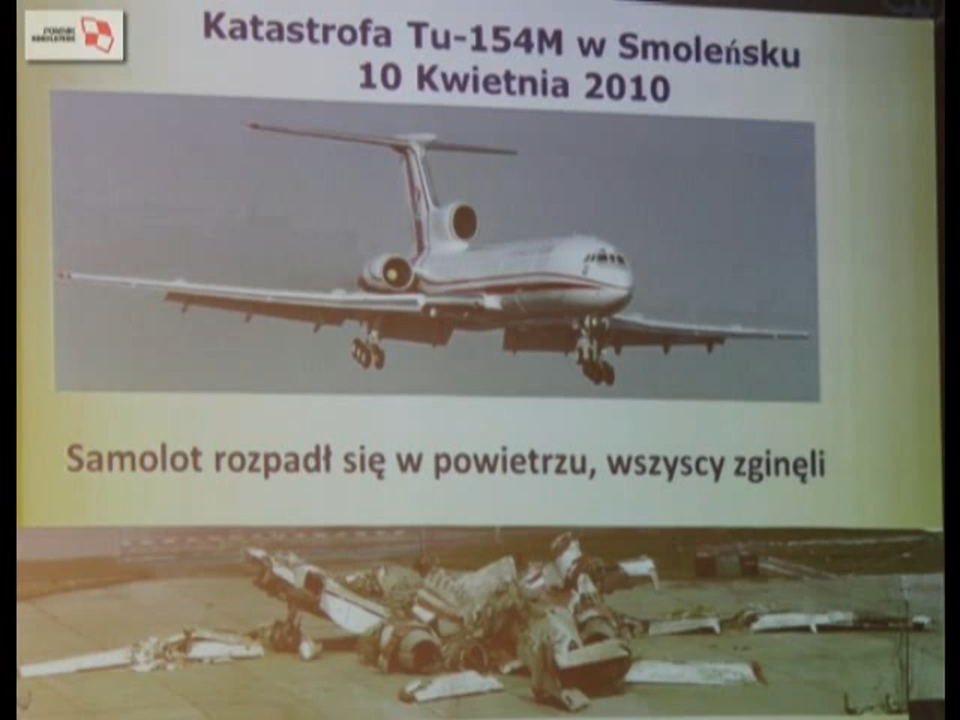 Katastrofa Tu-154M w Smoleńsku
10 Kwietnia 2010
Samolot rozpadł się w powietrzu, wszyscy zginęli